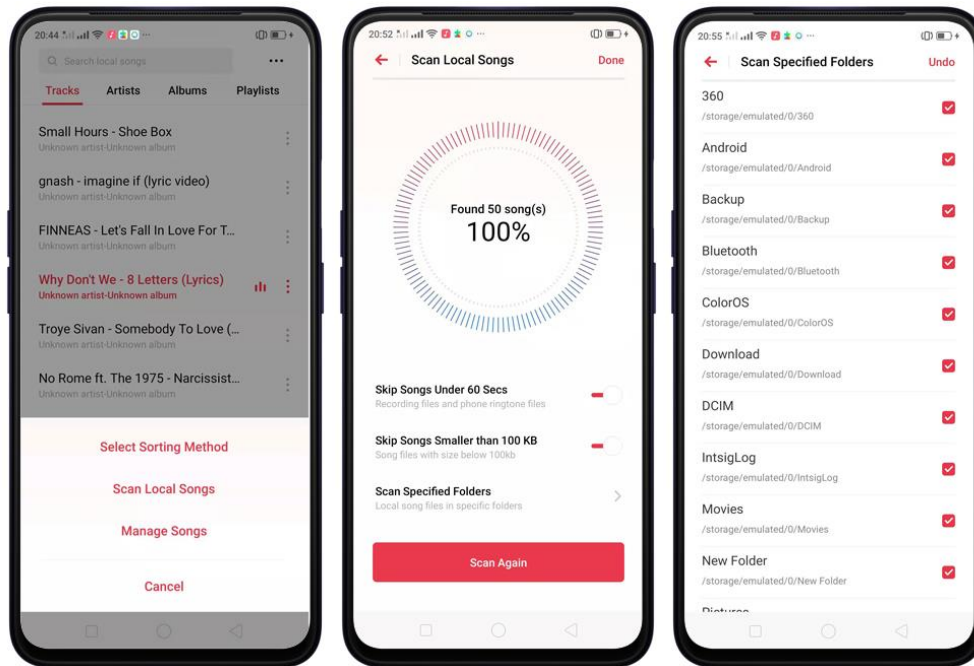 20:44
Search local songs
Tracks Artists Albums Playlists
Small Hours - Shoe Box
Unknown artist-Unknown album
gnash - imagine if (lyric video)
Unknown artist-Unknown album
FINNEAS - Let's Fall In Love For T...
Unknown artist-Unknown album
Why Don't We - 8 Letters (Lyrics)
Unknown artist-Unknown album
Troye Sivan - Somebody To Love (...
Unknown artist-Unknown album
No Rome ft. The 1975 - Narcissist...
Unknown artist-Unknown album
Select Sorting Method
Scan Local Songs
Manage Songs
Cancel
20:52
Scan Local Songs Done
Found 50 song(s)
100%
Skip Songs Under 60 Secs
Recording files and phone ringtone files
Skip Songs Smaller than 100 KB
Song files with size below 100kb
Scan Specified Folders
Local song files in specific folders
Scan Again
20:55
Scan Specified Folders Undo
360
/storage/emulated/0/360
Android
/storage/emulated/0/Android
Backup
/storage/emulated/0/Backup
Bluetooth
/storage/emulated/0/Bluetooth
ColorOS
/storage/emulated/0/ColorOS
Download
/storage/emulated/0/Download
DCIM
/storage/emulated/0/DCIM
IntsigLog
/storage/emulated/0/IntsigLog
Movies
/storage/emulated/0/Movies
New Folder
/storage/emulated/0/New Folder